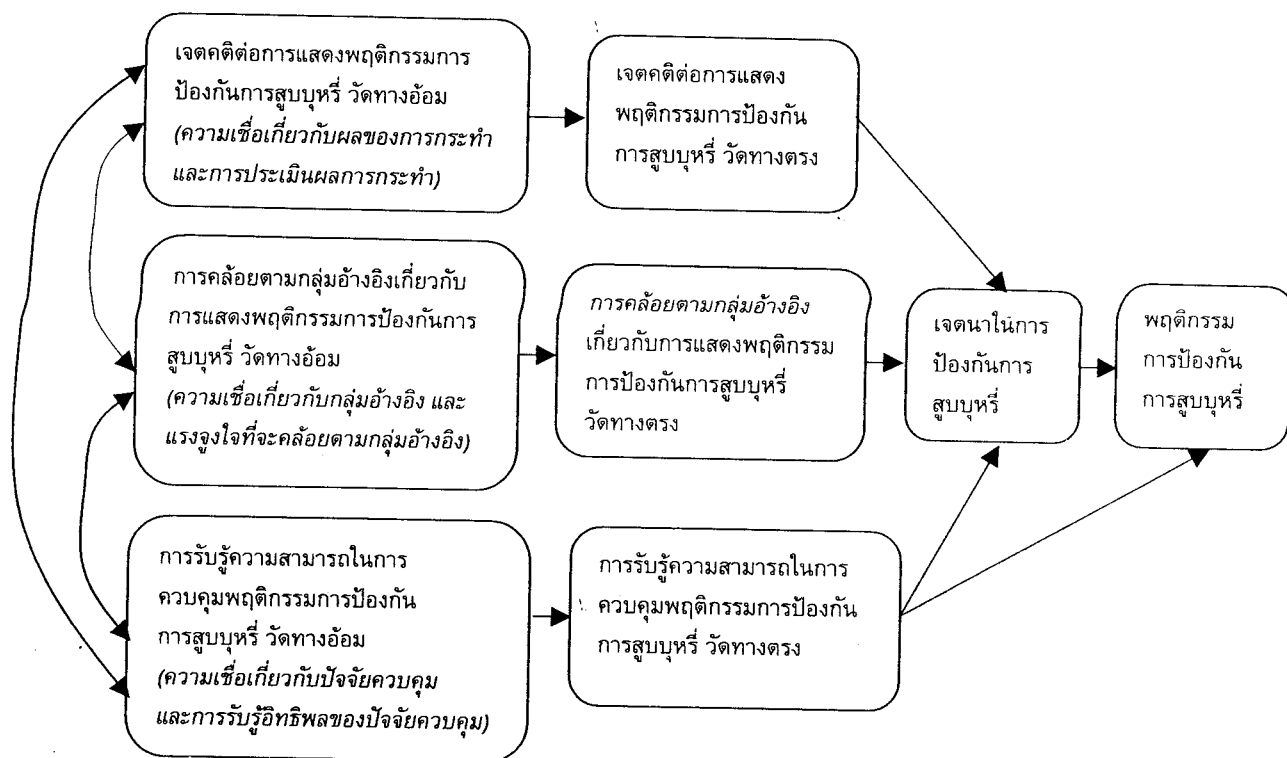 เจตคติต่อการแสดงพฤติกรรมการ
ป้องกันการสูบบุหรี่ วัดทางอ้อม
(ความเชื่อเกี่ยวกับผลของการกระทำ
และการประเมินผลการกระทำ)
เจตคติต่อการแสดง
พฤติกรรมการป้องกัน
การสูบบุหรี่ วัดทางตรง
การคล้อยตามกลุ่มอ้างอิงเกี่ยวกับ
การแสดงพฤติกรรมการป้องกันการ
สูบบุหรี่ วัดทางอ้อม
(ความเชื่อเกี่ยวกับกลุ่มอ้างอิง และ
แรงจูงใจที่จะคล้อยตามกลุ่มอ้างอิง)
การคล้อยตามกลุ่มอ้างอิง
เกี่ยวกับการแสดงพฤติกรรม
การป้องกันการสูบบุหรี่
วัดทางตรง
เจตนาในการ
ป้องกันการ
สูบบุหรี่
พฤติกรรม
การป้องกัน
การสูบบุหรี่
การรับรู้ความสามารถในการ
ควบคุมพฤติกรรมการป้องกัน
การสูบบุหรี่ วัดทางอ้อม
(ความเชื่อเกี่ยวกับปัจจัยควบคุม
และการรับรู้อิทธิพลของปัจจัยควบคุม)
การรับรู้ความสามารถในการ
ควบคุมพฤติกรรมการป้องกัน
การสูบบุหรี่ วัดทางตรง